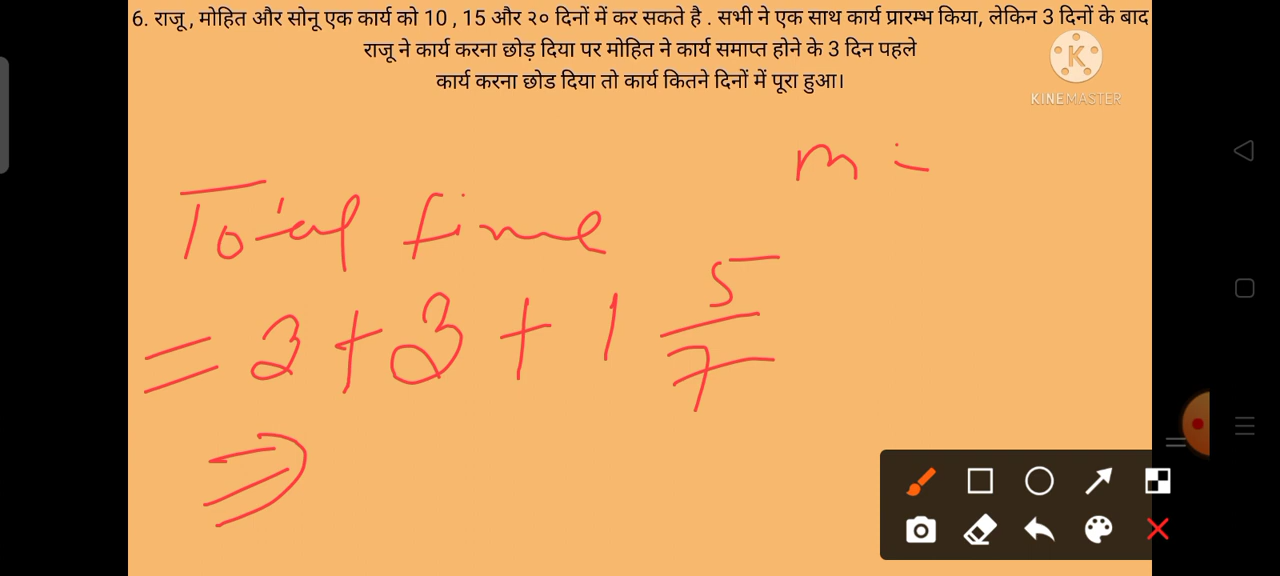 6. राजू , मोहित और सोनू एक कार्य को 10 , 15 और २० दिनों में कर सकते है . सभी ने एक साथ कार्य प्रारम्भ किया, लेकिन 3 दिनों के बाद
राजू ने कार्य करना छोड़ दिया पर मोहित ने कार्य समाप्त होने के 3 दिन पहले
कार्य करना छोड दिया तो कार्य कितने दिनों में पूरा हुआ।
KINEMASTER
m =
Total time
= 3 + 3 + 1 5/7
⇒